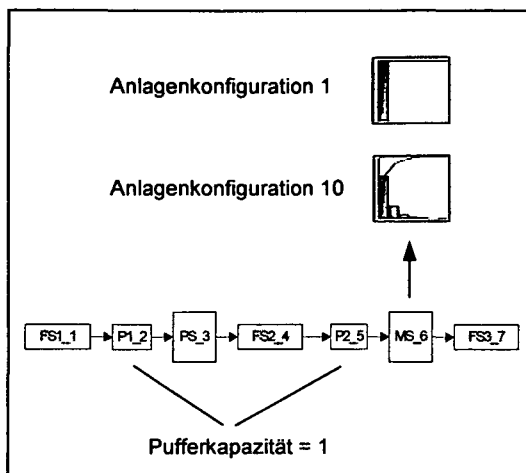 Anlagenkonfiguration 1
Anlagenkonfiguration 10
FS1_1 P1_2 PS_3 FS2_4 P2_5 MS_6 FS3_7
Pufferkapazität = 1